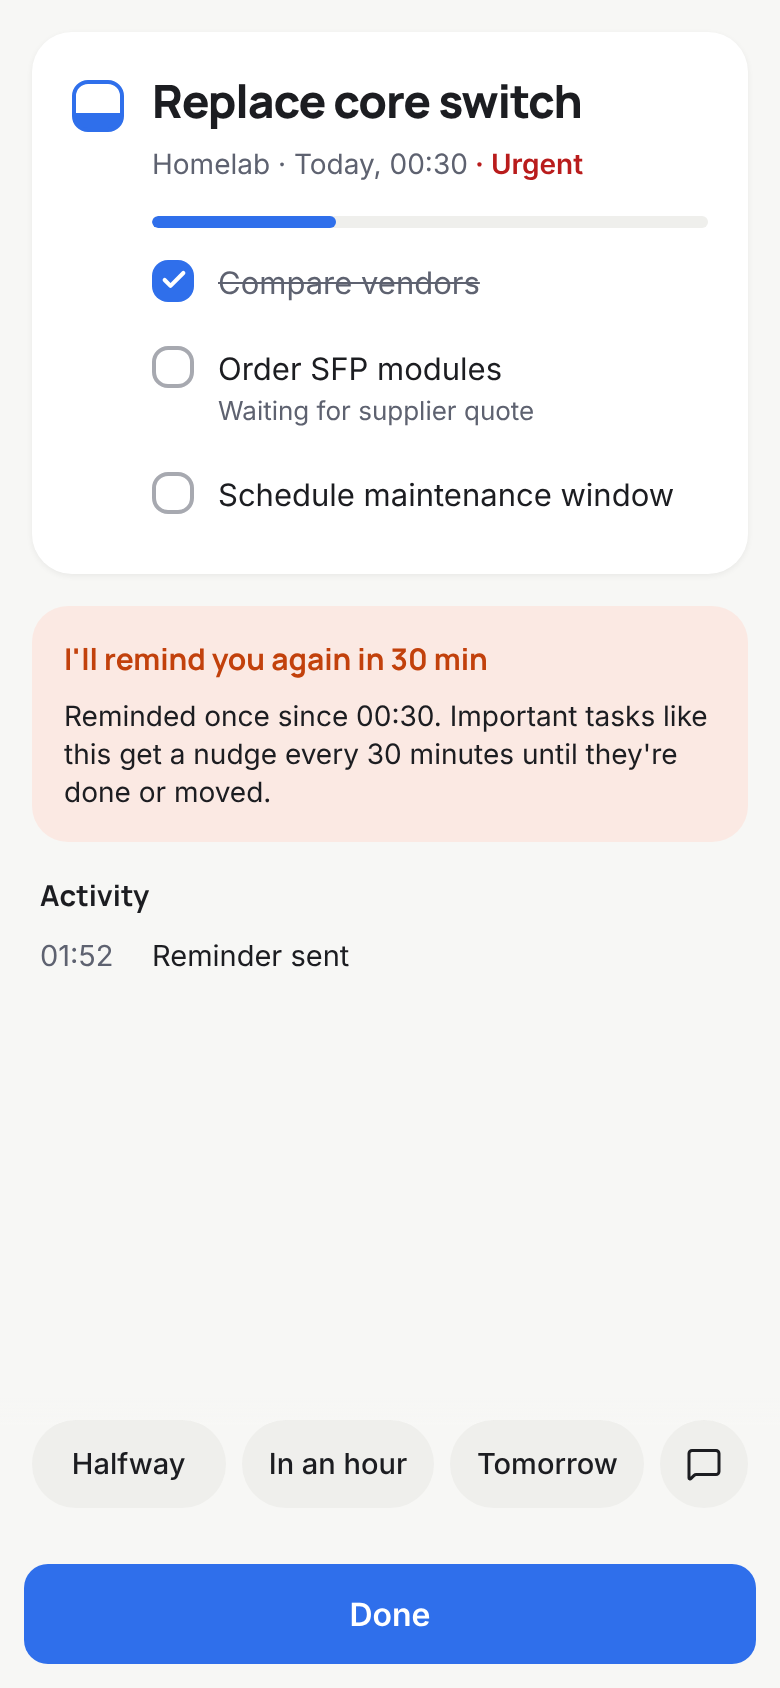 Replace core switch
Homelab · Today, 00:30 · Urgent
Compare vendors
Order SFP modules
Waiting for supplier quote
Schedule maintenance window
I'll remind you again in 30 min
Reminded once since 00:30. Important tasks like
this get a nudge every 30 minutes until they're
done or moved.
Activity
01:52 Reminder sent
Halfway In an hour Tomorrow
Done